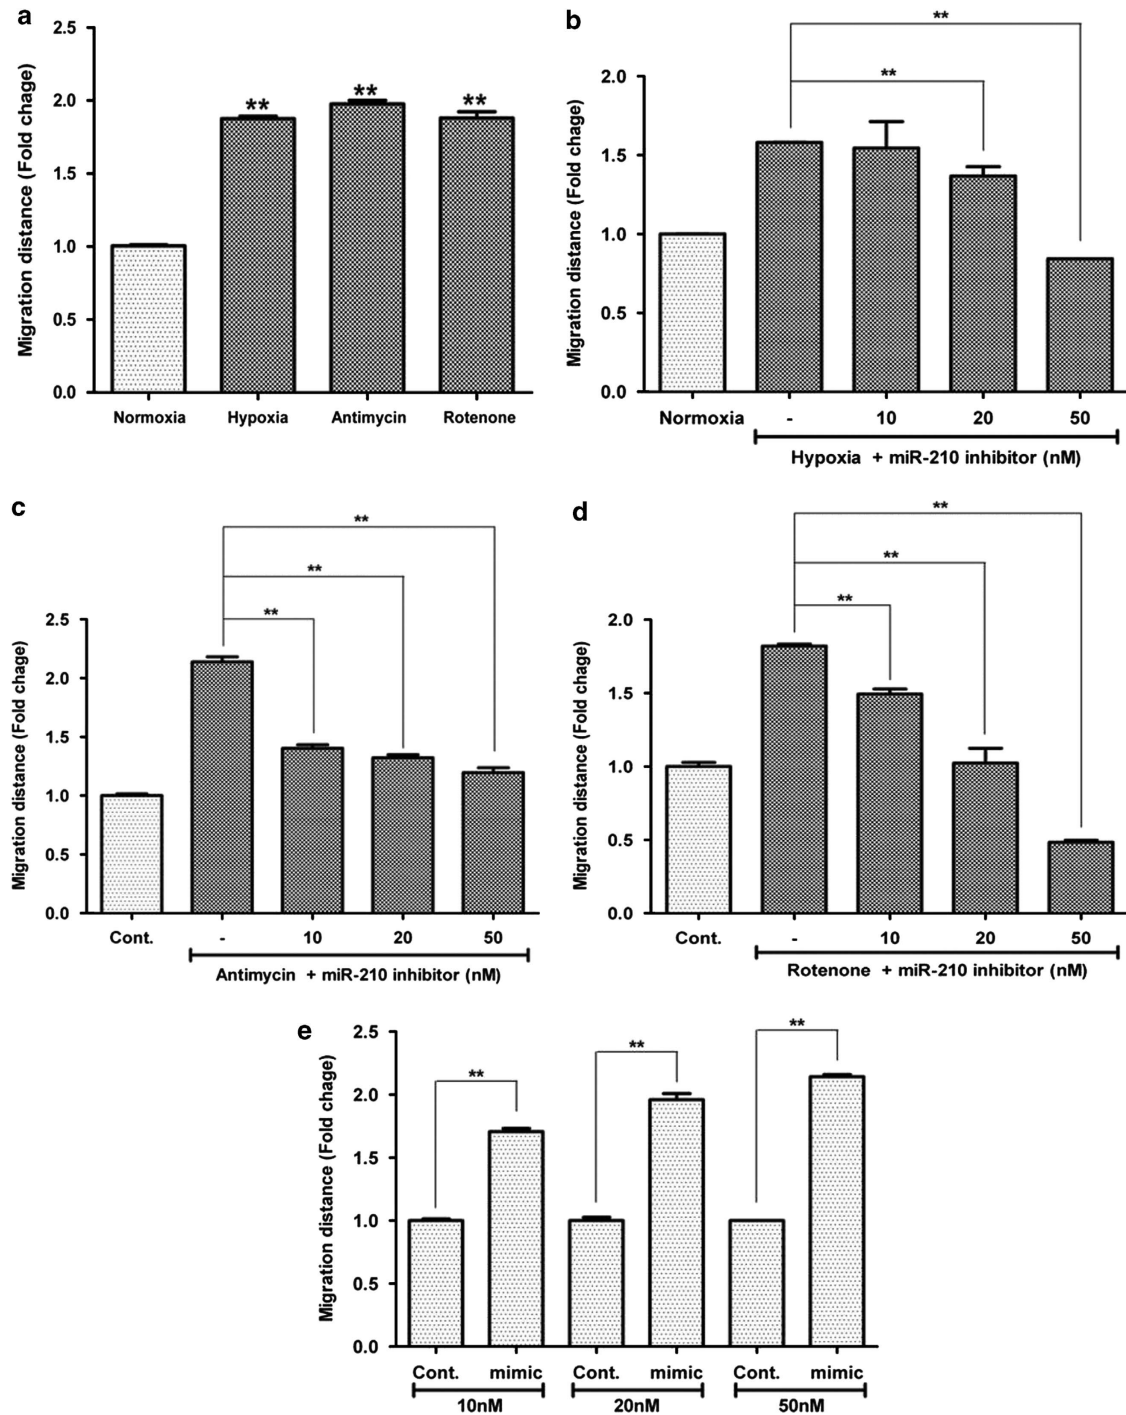 a
Migration distance (Fold chage)
2.5
2.0
1.5
1.0
0.5
0.0
** ** **
Normoxia Hypoxia Antimycin Rotenone
b
Migration distance (Fold chage)
2.0
1.5
1.0
0.5
0.0
**
**
Normoxia - 10 20 50
Hypoxia + miR-210 inhibitor (nM)
c
Migration distance (Fold chage)
2.5
2.0
1.5
1.0
0.5
0.0
**
**
**
Cont. - 10 20 50
Antimycin + miR-210 inhibitor (nM)
d
Migration distance (Fold chage)
2.0
1.5
1.0
0.5
0.0
**
**
**
Cont. - 10 20 50
Rotenone + miR-210 inhibitor (nM)
e
Migration distance (Fold chage)
2.5
2.0
1.5
1.0
0.5
0.0
** ** **
Cont. mimic Cont. mimic Cont. mimic
10nM 20nM 50nM